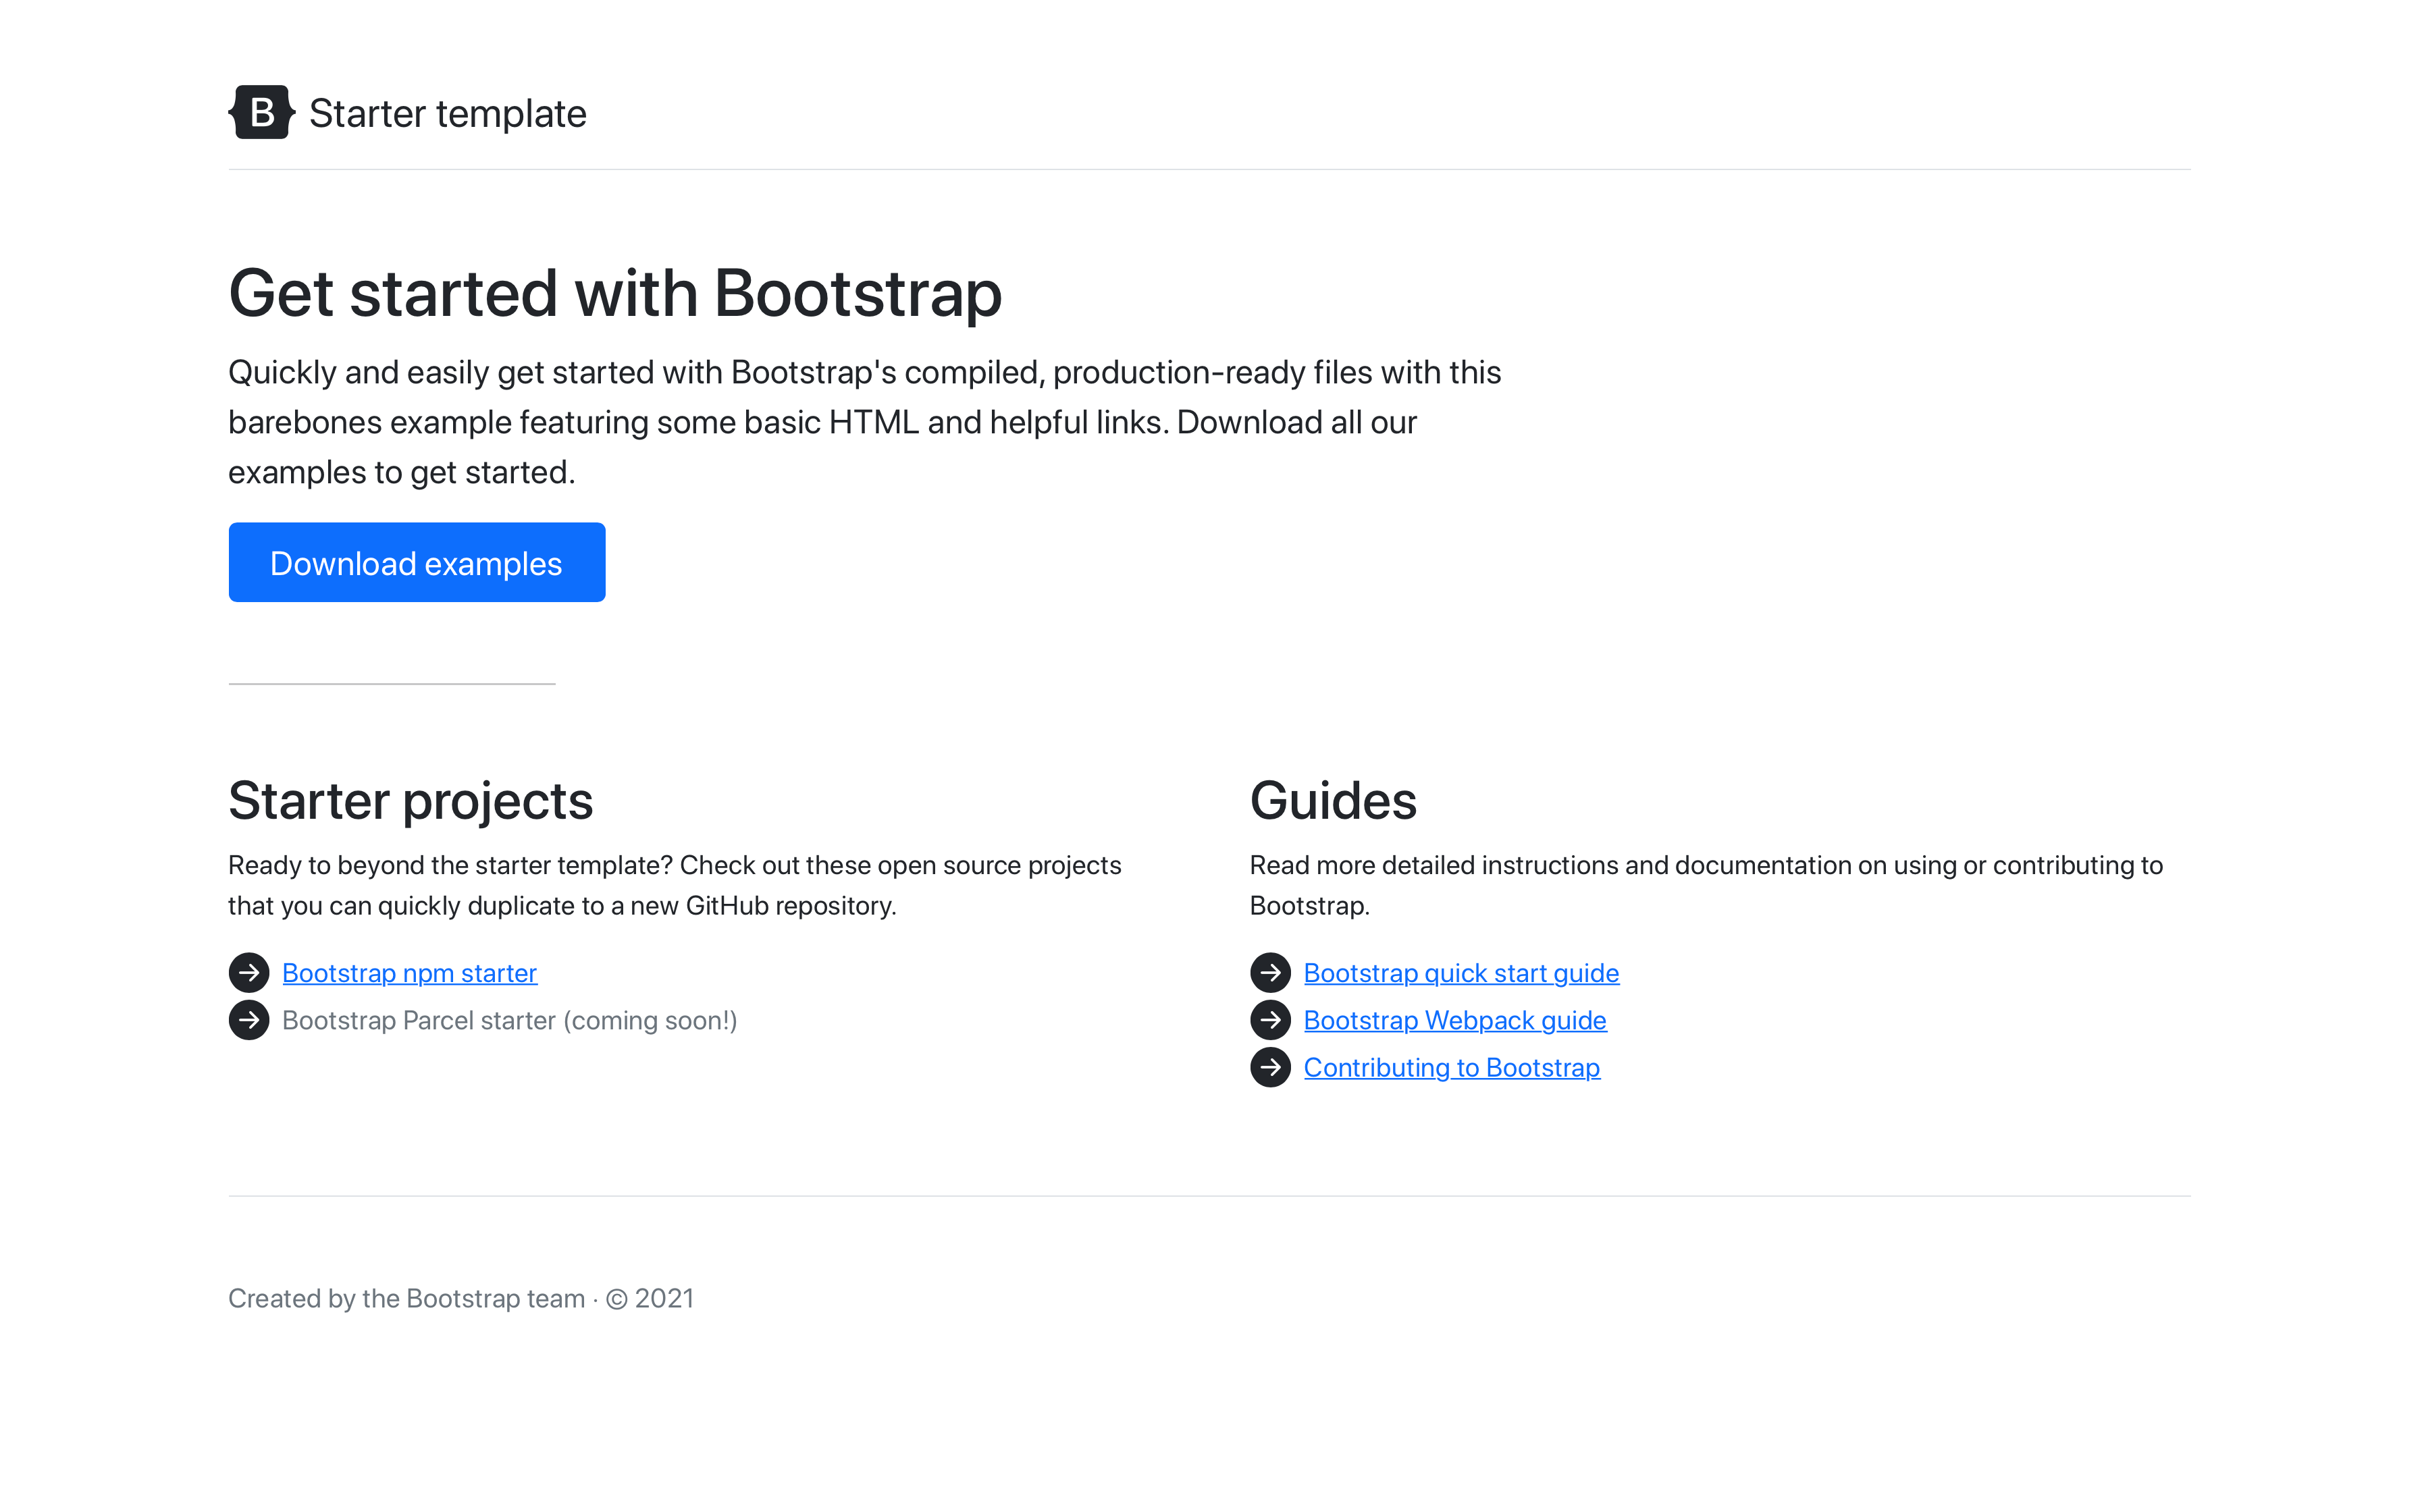 B Starter template
Get started with Bootstrap
Quickly and easily get started with Bootstrap's compiled, production-ready files with this
barebones example featuring some basic HTML and helpful links. Download all our
examples to get started.
Download examples
Starter projects
Ready to beyond the starter template? Check out these open source projects
that you can quickly duplicate to a new GitHub repository.
Bootstrap npm starter
Bootstrap Parcel starter (coming soon!)
Guides
Read more detailed instructions and documentation on using or contributing to
Bootstrap.
Bootstrap quick start guide
Bootstrap Webpack guide
Contributing to Bootstrap
Created by the Bootstrap team · © 2021